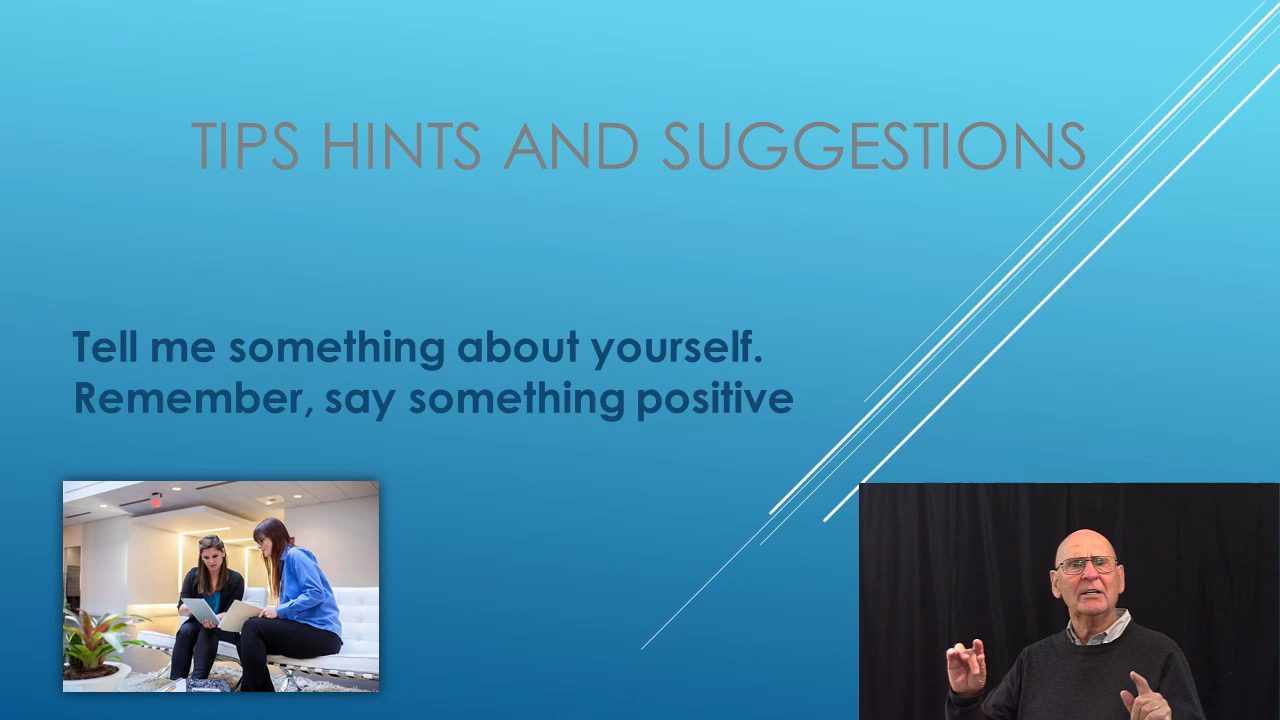 TIPS HINTS AND SUGGESTIONS
Tell me something about yourself.
Remember, say something positive